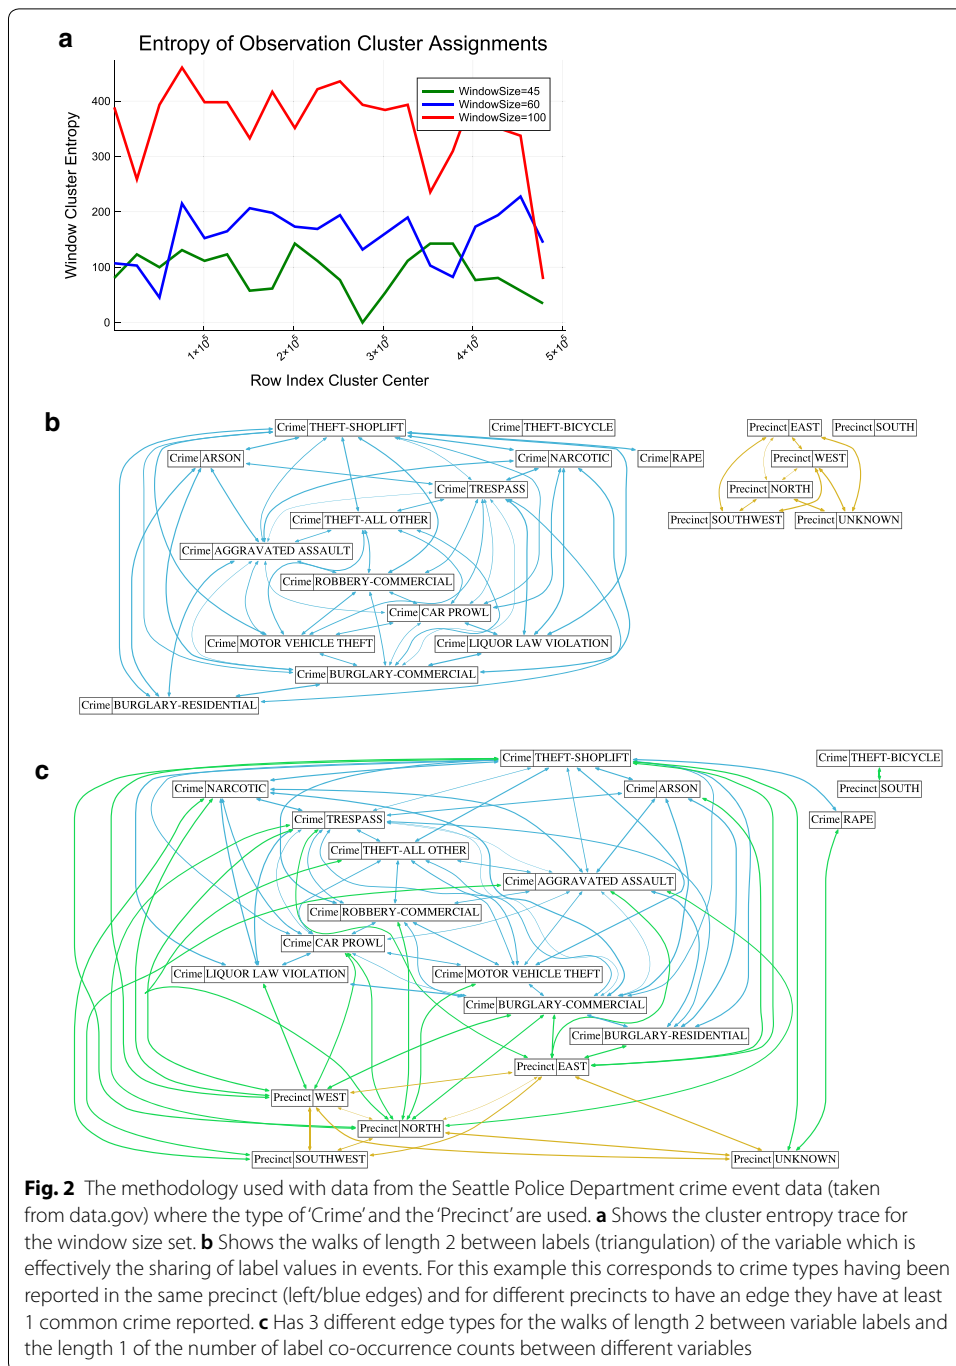 a
Entropy of Observation Cluster Assignments
WindowSize=45
WindowSize=60
WindowSize=100
Window Cluster Entropy
400
300
200
100
0
1×10⁵
2×10⁵
3×10⁵
4×10⁵
5×10⁵
Row Index Cluster Center
b
Crime THEFT-SHOPLIFT
Crime THEFT-BICYCLE
Precinct EAST
Precinct SOUTH
Crime ARSON
Crime NARCOTIC
Crime RAPE
Precinct WEST
Crime TRESPASS
Precinct NORTH
Crime THEFT-ALL OTHER
Precinct SOUTHWEST
Precinct UNKNOWN
Crime AGGRAVATED ASSAULT
Crime ROBBERY-COMMERCIAL
Crime CAR PROWL
Crime MOTOR VEHICLE THEFT
Crime LIQUOR LAW VIOLATION
Crime BURGLARY-COMMERCIAL
Crime BURGLARY-RESIDENTIAL
c
Crime THEFT-SHOPLIFT
Crime THEFT-BICYCLE
Crime NARCOTIC
Crime ARSON
Precinct SOUTH
Crime TRESPASS
Crime RAPE
Crime THEFT-ALL OTHER
Crime AGGRAVATED ASSAULT
Crime ROBBERY-COMMERCIAL
Crime CAR PROWL
Crime LIQUOR LAW VIOLATION
Crime MOTOR VEHICLE THEFT
Crime BURGLARY-COMMERCIAL
Crime BURGLARY-RESIDENTIAL
Precinct EAST
Precinct WEST
Precinct NORTH
Precinct SOUTHWEST
Precinct UNKNOWN
Fig. 2 The methodology used with data from the Seattle Police Department crime event data (taken
from data.gov) where the type of ‘Crime’ and the ‘Precinct’ are used. a Shows the cluster entropy trace for
the window size set. b Shows the walks of length 2 between labels (triangulation) of the variable which is
effectively the sharing of label values in events. For this example this corresponds to crime types having been
reported in the same precinct (left/blue edges) and for different precincts to have an edge they have at least
1 common crime reported. c Has 3 different edge types for the walks of length 2 between variable labels and
the length 1 of the number of label co-occurrence counts between different variables